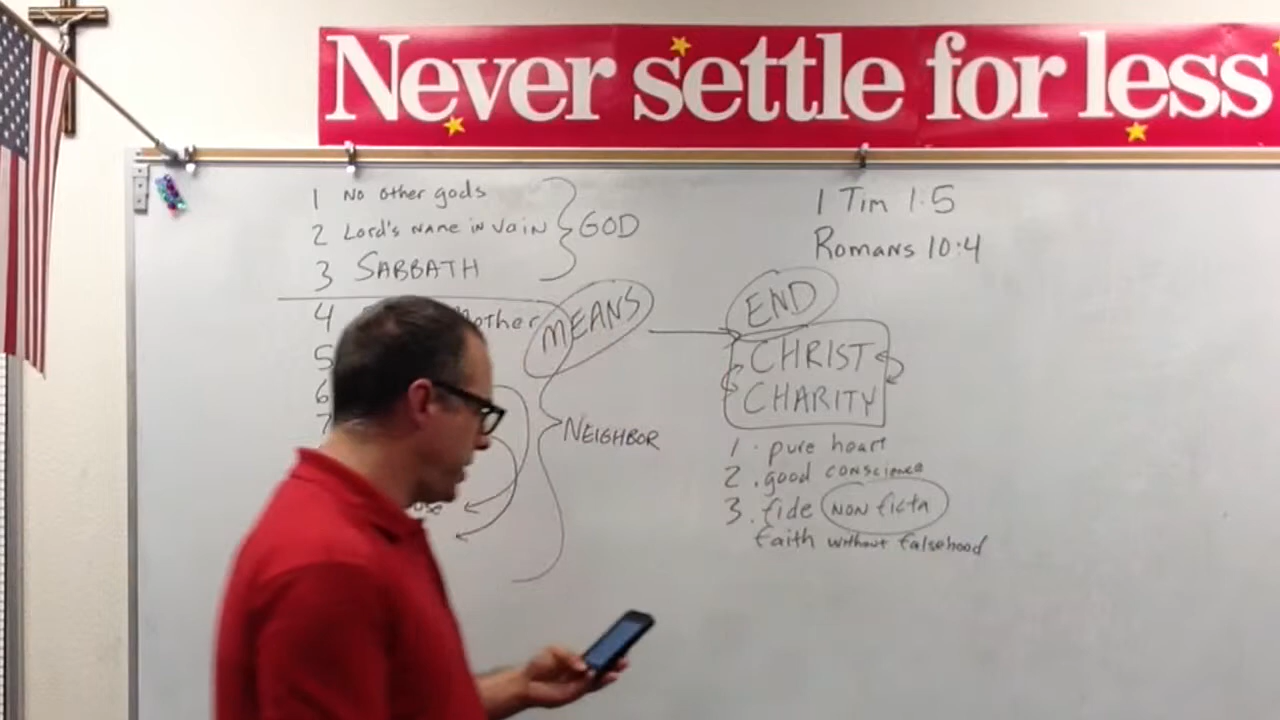 Never settle for less
1 No other gods
2 Lord's name in vain
3 SABBATH
GOD
4 Mother
5
6
7
use
MEANS
NEIGHBOR
1 Tim 1:5
Romans 10:4
END
CHRIST
CHARITY
1. pure heart
2. good conscience
3. fide non ficta
faith without falsehood